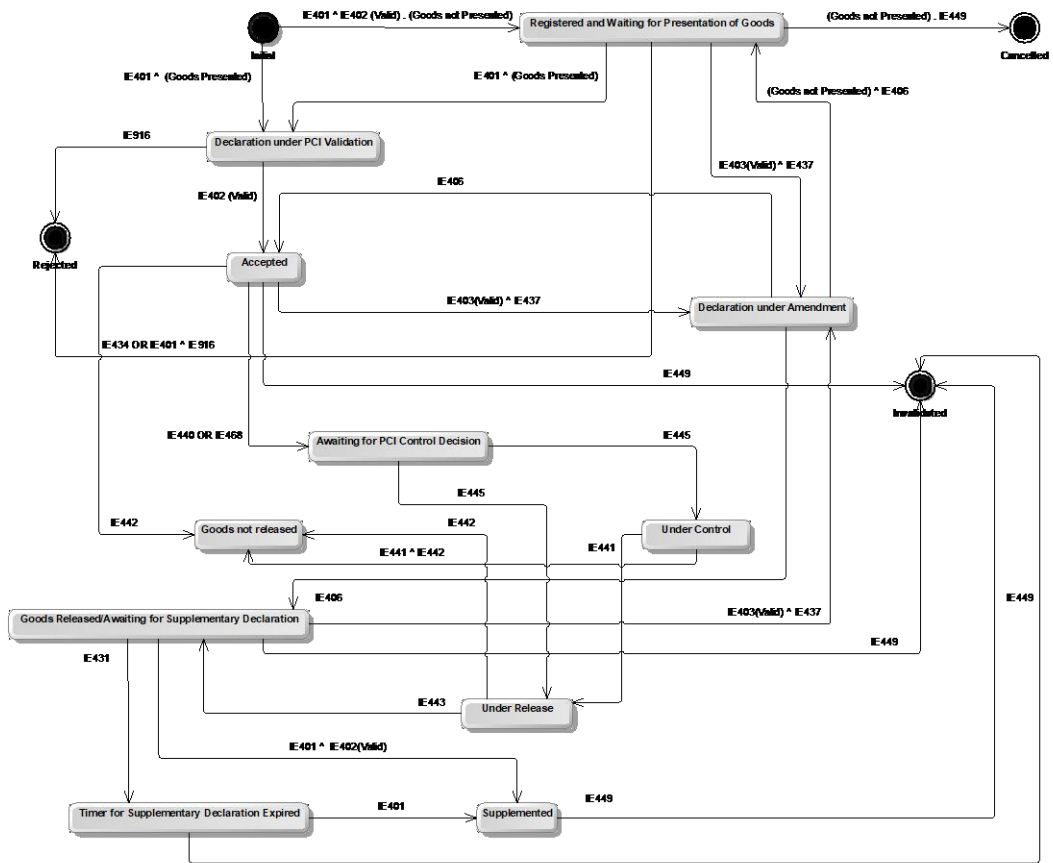 IE401 ^ IE402 (Valid) . (Goods not Presented)
Registered and Waiting for Presentation of Goods
(Goods not Presented) . IE449
Initial
Cancelled
IE401 ^ (Goods Presented)
IE401 ^ (Goods Presented)
(Goods not Presented) ^ IE406
IE916
Declaration under PCI Validation
IE403(Valid) ^ IE437
IE406
IE402 (Valid)
Rejected
Accepted
IE403(Valid) ^ IE437
Declaration under Amendment
IE434 OR IE401 ^ IE916
IE449
Invalidated
IE440 OR IE468
Awaiting for PCI Control Decision
IE445
IE445
IE442
Goods not released
IE442
Under Control
IE441 ^ IE442
IE441
IE406
IE449
Goods Released/Awaiting for Supplementary Declaration
IE403(Valid) ^ IE437
IE449
IE431
IE443
Under Release
IE401 ^ IE402(Valid)
Timer for Supplementary Declaration Expired
IE401
Supplemented
IE449